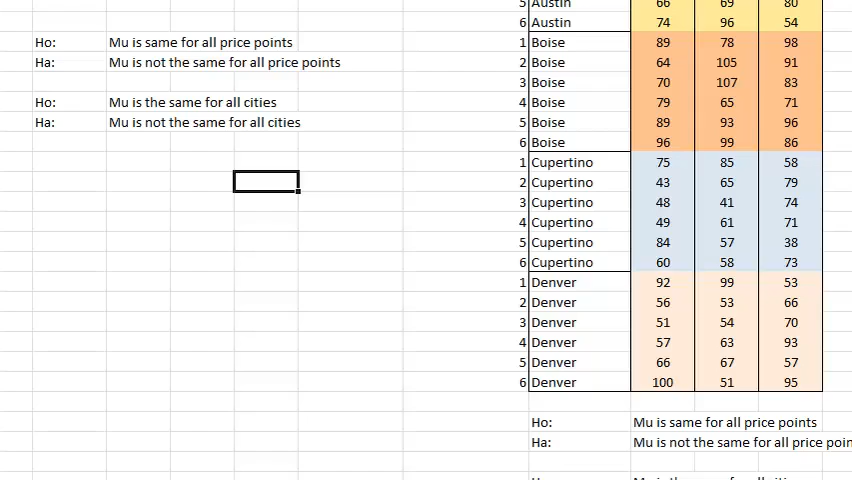 5 Austin 66 69 80
6 Austin 74 96 54
Ho: Mu is same for all price points 1 Boise 89 78 98
Ha: Mu is not the same for all price points 2 Boise 64 105 91
3 Boise 70 107 83
Ho: Mu is the same for all cities 4 Boise 79 65 71
Ha: Mu is not the same for all cities 5 Boise 89 93 96
6 Boise 96 99 86
1 Cupertino 75 85 58
2 Cupertino 43 65 79
3 Cupertino 48 41 74
4 Cupertino 49 61 71
5 Cupertino 84 57 38
6 Cupertino 60 58 73
1 Denver 92 99 53
2 Denver 56 53 66
3 Denver 51 54 70
4 Denver 57 63 93
5 Denver 66 67 57
6 Denver 100 51 95
Ho: Mu is same for all price points
Ha: Mu is not the same for all price poin